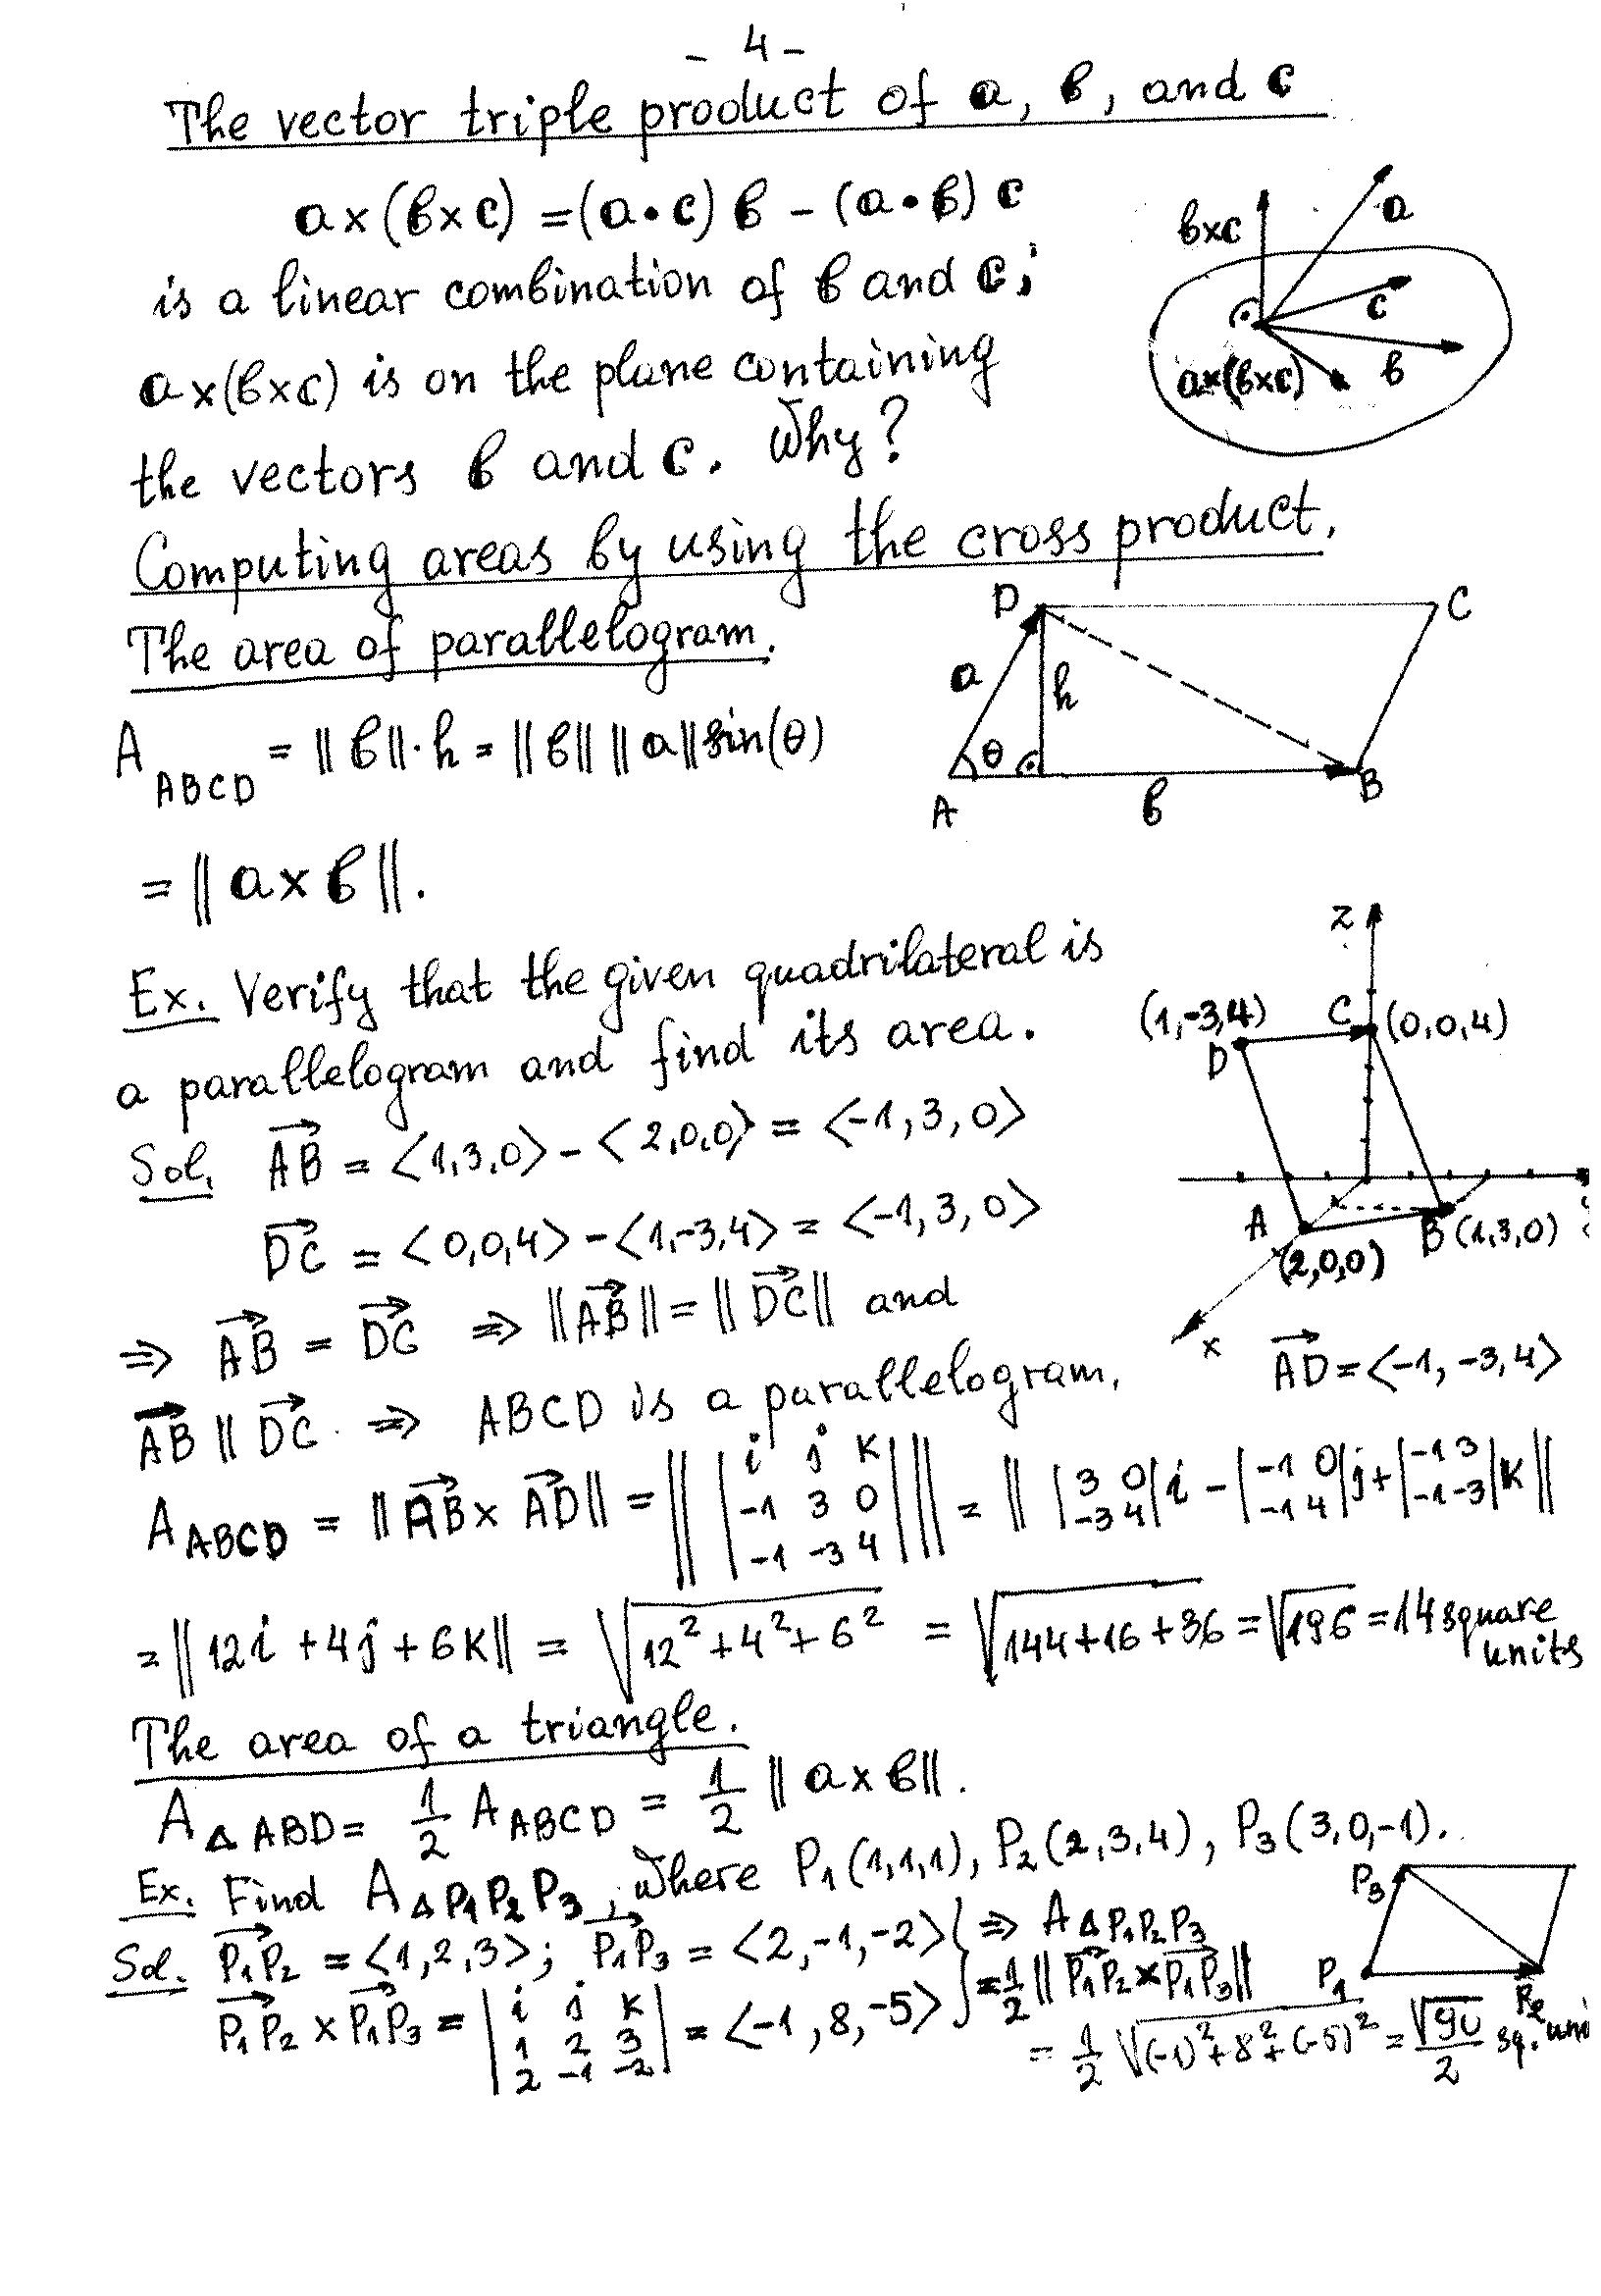 - 4 -
The vector triple product of a, b, and c
a×(b×c) = (a•c) b - (a•b) c
b×c
a
c
b
a×(b×c)
is a linear combination of b and c;
a×(b×c) is on the plane containing
the vectors b and c. Why?
Computing areas by using the cross product.
The area of parallelogram.
D
C
a
h
θ
A
b
B
A_ABCD = ||b||·h = ||b|| ||a|| sin(θ)
= ||a×b||.
Ex. Verify that the given quadrilateral is
a parallelogram and find its area.
z
(1,-3,4)
C (0,0,4)
D
A
(2,0,0)
B (1,3,0)
x
Sol. →AB = <1,3,0> - <2,0,0> = <-1,3,0>
→DC = <0,0,4> - <1,-3,4> = <-1,3,0>
⇒ →AB = →DC ⇒ ||→AB|| = ||→DC|| and
→AB || →DC ⇒ ABCD is a parallelogram.
→AD = <-1,-3,4>
A_ABCD = ||→AB × →AD|| = || |i j k; -1 3 0; -1 -3 4| || = || |3 0; -3 4| i - |-1 0; -1 4| j + |-1 3; -1 -3| k ||
= ||12i + 4j + 6k|| = √(12² + 4² + 6²) = √(144+16+36) = √196 = 14 square units
The area of a triangle.
A_ΔABD = 1/2 A_ABCD = 1/2 ||a×b||.
Ex. Find A_ΔP₁P₂P₃, where P₁(1,1,1), P₂(2,3,4), P₃(3,0,-1).
Sol. →P₁P₂ = <1,2,3>; →P₁P₃ = <2,-1,-2> } ⇒ A_ΔP₁P₂P₃
→P₁P₂ × →P₁P₃ = |i j k; 1 2 3; 2 -1 -2| = <-1,8,-5> } = 1/2 ||→P₁P₂ × →P₁P₃||
= 1/2 √((-1)² + 8² + (-5)²) = √90/2 sq. uni
P₃
P₁
P₂